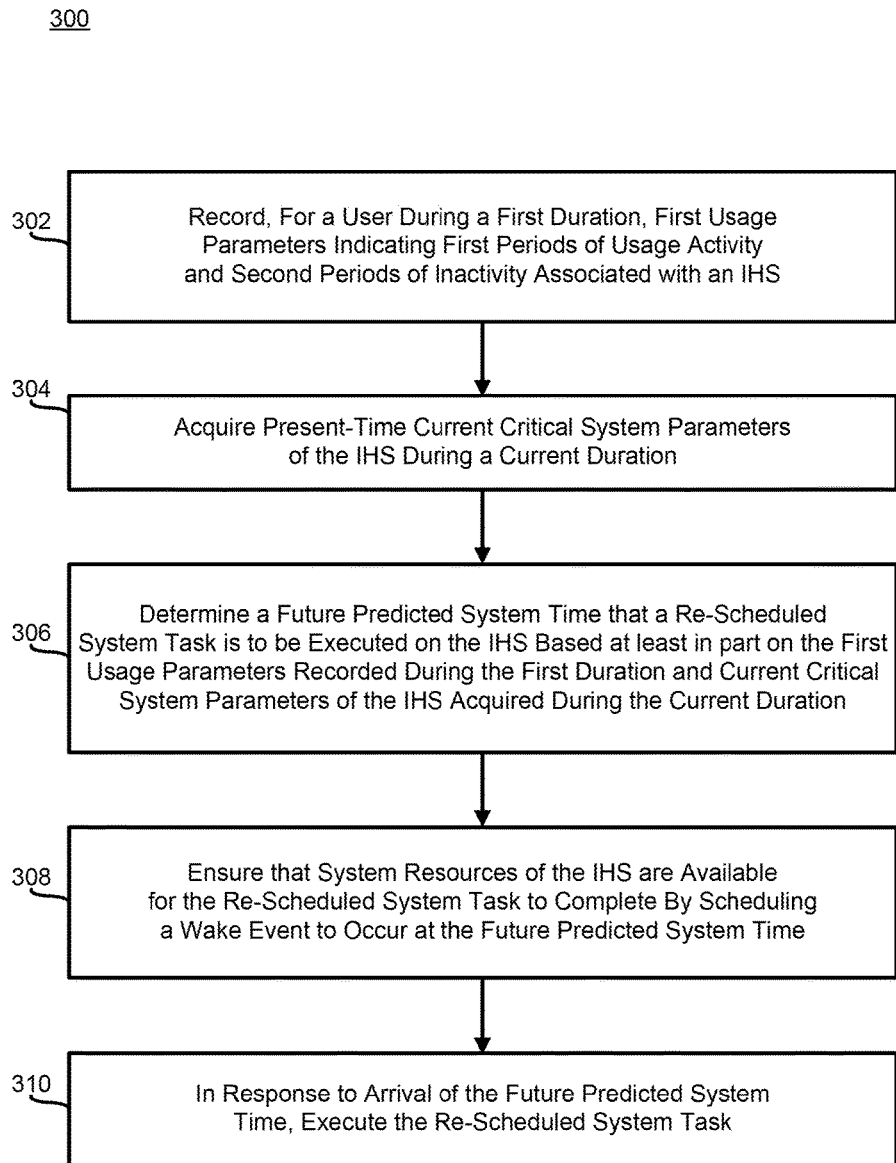 300
302
Record, For a User During a First Duration, First Usage
Parameters Indicating First Periods of Usage Activity
and Second Periods of Inactivity Associated with an IHS
304
Acquire Present-Time Current Critical System Parameters
of the IHS During a Current Duration
306
Determine a Future Predicted System Time that a Re-Scheduled
System Task is to be Executed on the IHS Based at least in part on the First
Usage Parameters Recorded During the First Duration and Current Critical
System Parameters of the IHS Acquired During the Current Duration
308
Ensure that System Resources of the IHS are Available
for the Re-Scheduled System Task to Complete By Scheduling
a Wake Event to Occur at the Future Predicted System Time
310
In Response to Arrival of the Future Predicted System
Time, Execute the Re-Scheduled System Task